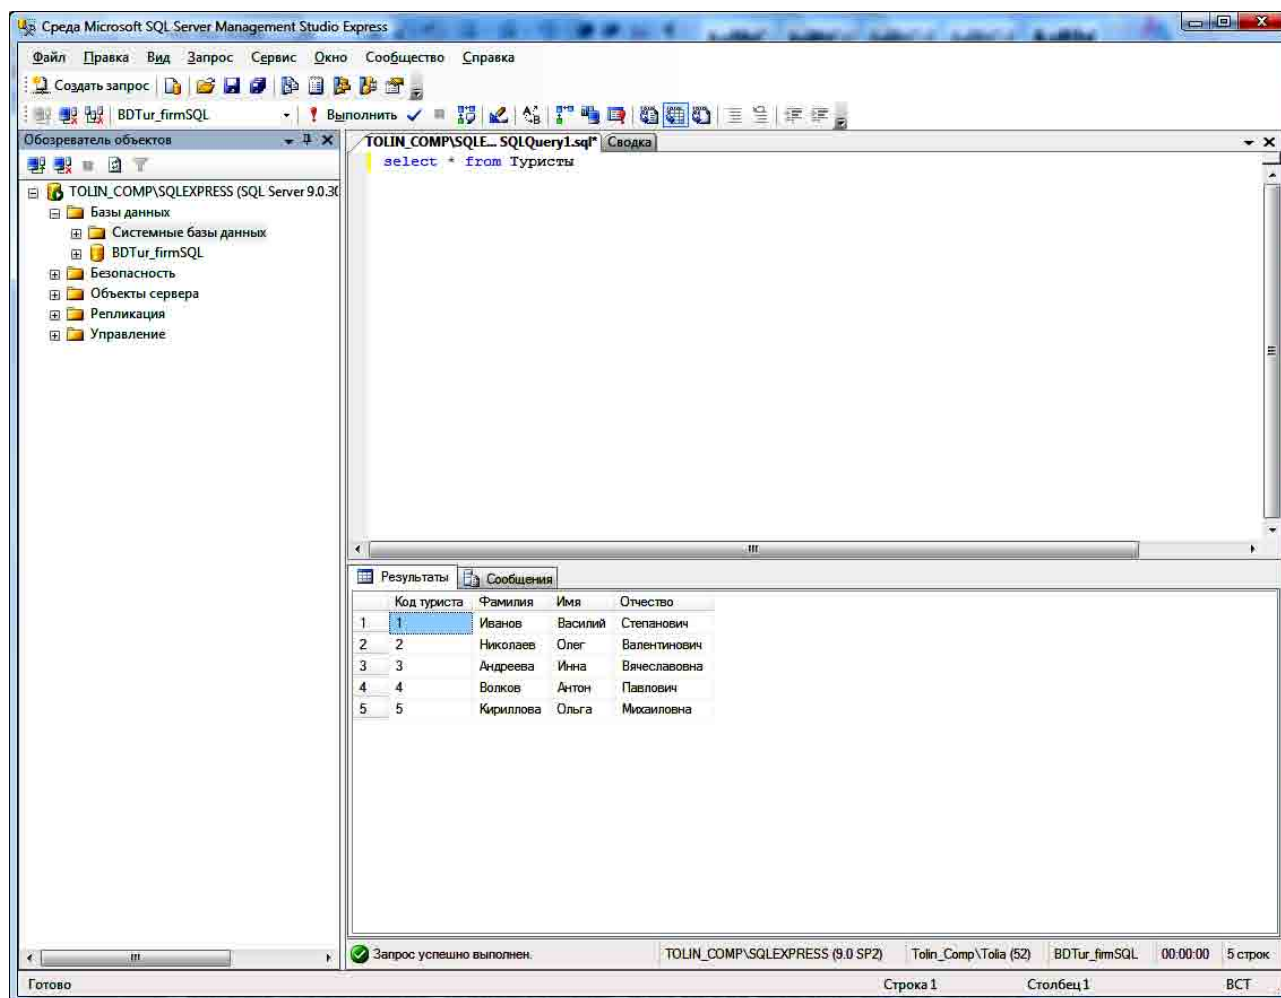 Среда Microsoft SQL Server Management Studio Express
Файл Правка Вид Запрос Сервис Окно Сообщество Справка
Создать запрос
BDTur_firmSQL Выполнить
Обозреватель объектов
TOLIN_COMP\SQLE... SQLQuery1.sql* Сводка
select * from Туристы
TOLIN_COMP\SQLEXPRESS (SQL Server 9.0.30
Базы данных
Системные базы данных
BDTur_firmSQL
Безопасность
Объекты сервера
Репликация
Управление
Результаты Сообщения
Код туриста Фамилия Имя Отчество
1 1 Иванов Василий Степанович
2 2 Николаев Олег Валентинович
3 3 Андреева Инна Вячеславовна
4 4 Волков Антон Павлович
5 5 Кириллова Ольга Михаиловна
Запрос успешно выполнен. TOLIN_COMP\SQLEXPRESS (9.0 SP2) Tolin_Comp\Tolia (52) BDTur_firmSQL 00:00:00 5 строк
Готово Строка 1 Столбец 1 ВСТ